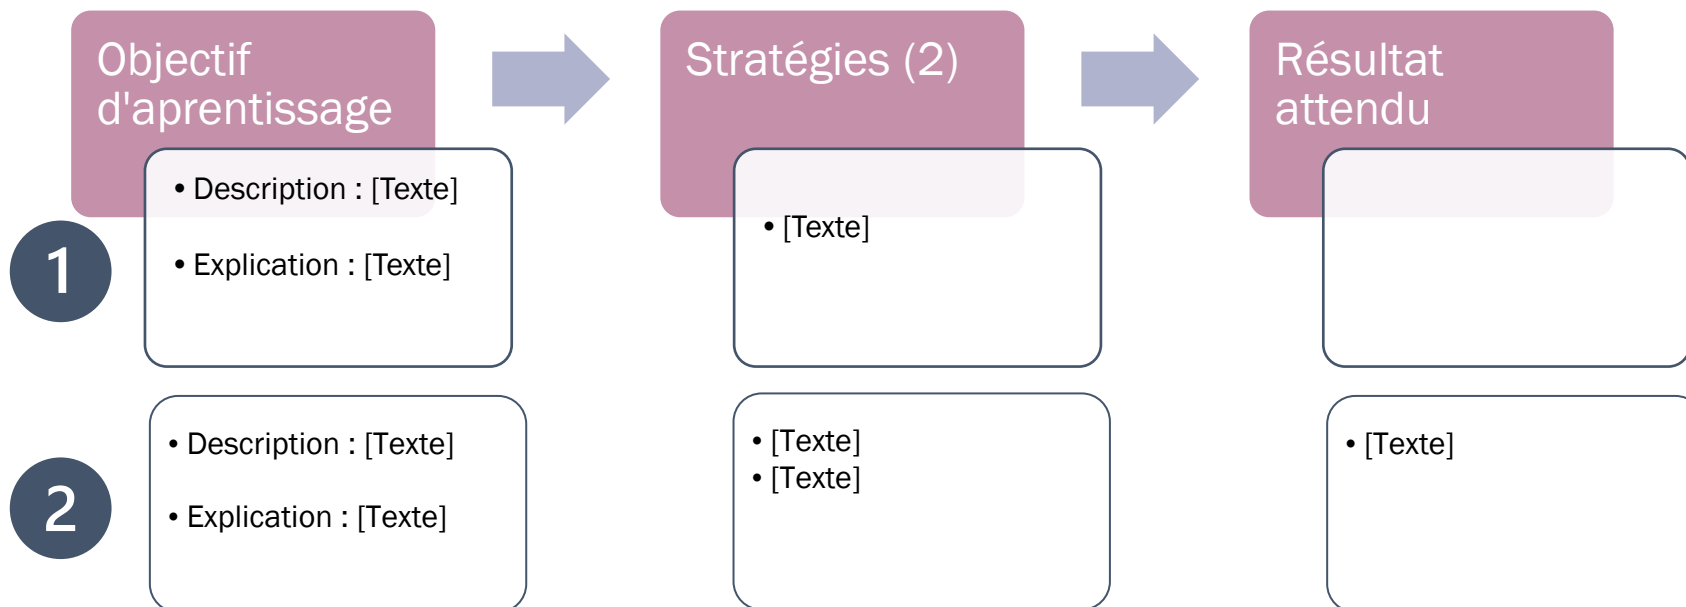 Objectif
d'aprentissage
Stratégies (2)
Résultat
attendu
1
• Description : [Texte]
• Explication : [Texte]
• [Texte]
2
• Description : [Texte]
• Explication : [Texte]
• [Texte]
• [Texte]
• [Texte]